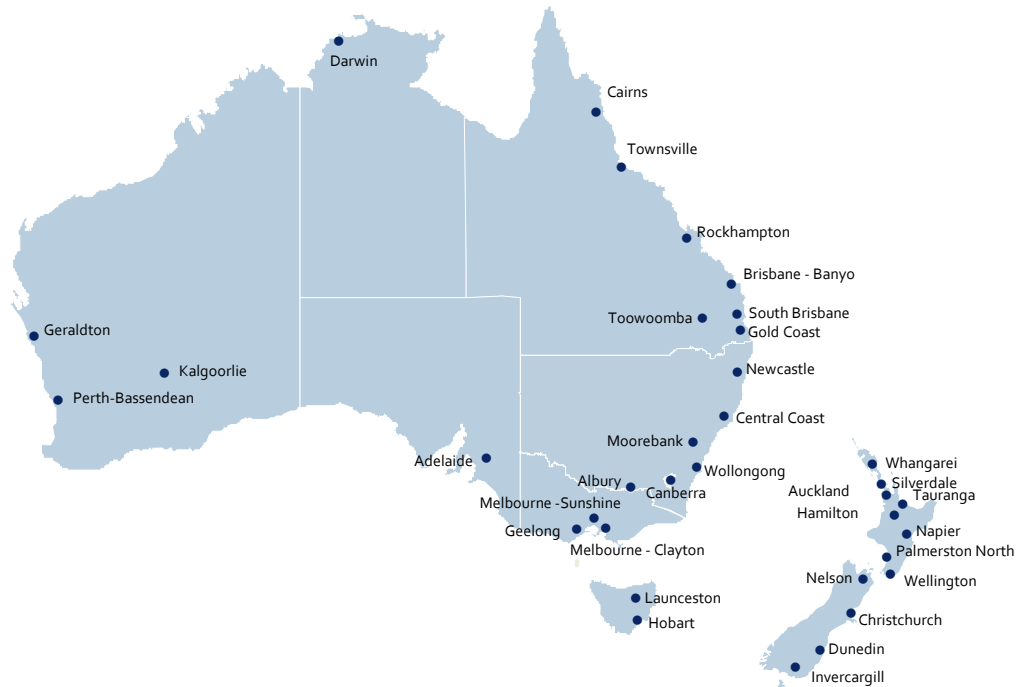 Darwin
Cairns
Townsville
Rockhampton
Brisbane - Banyo
South Brisbane
Toowoomba
Gold Coast
Geraldton
Kalgoorlie
Newcastle
Perth-Bassendean
Central Coast
Moorebank
Adelaide
Wollongong
Whangarei
Albury
Silverdale
Canberra
Auckland
Tauranga
Melbourne -Sunshine
Hamilton
Geelong
Napier
Melbourne - Clayton
Palmerston North
Nelson
Wellington
Launceston
Christchurch
Hobart
Dunedin
Invercargill